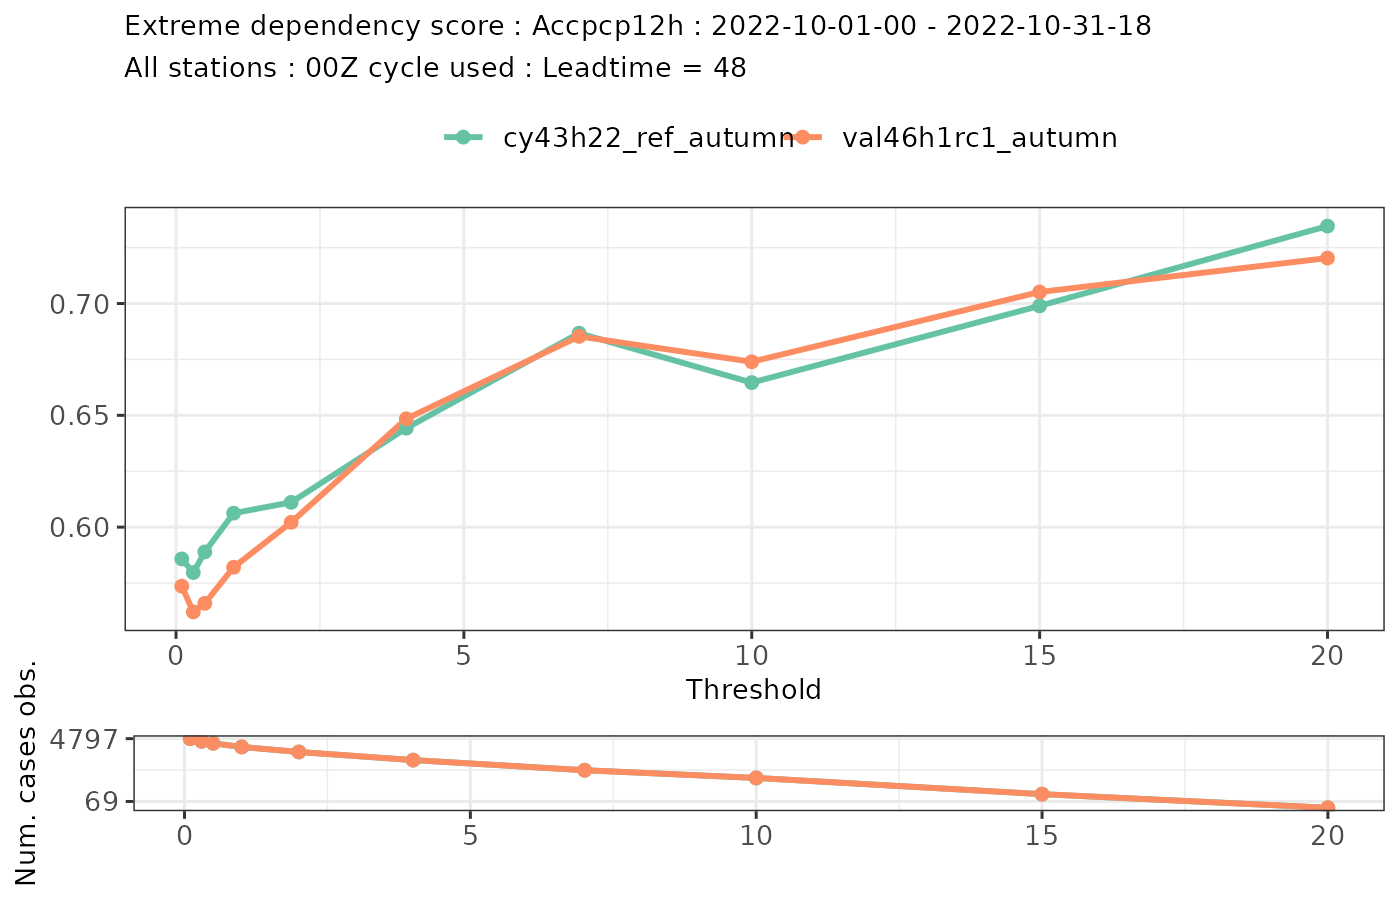 Extreme dependency score : Accpcp12h : 2022-10-01-00 - 2022-10-31-18
All stations : 00Z cycle used : Leadtime = 48
cy43h22_ref_autumn val46h1rc1_autumn
0.70
0.65
0.60
0 5 10 15 20
Threshold
Num. cases obs.
4797
69
0 5 10 15 20